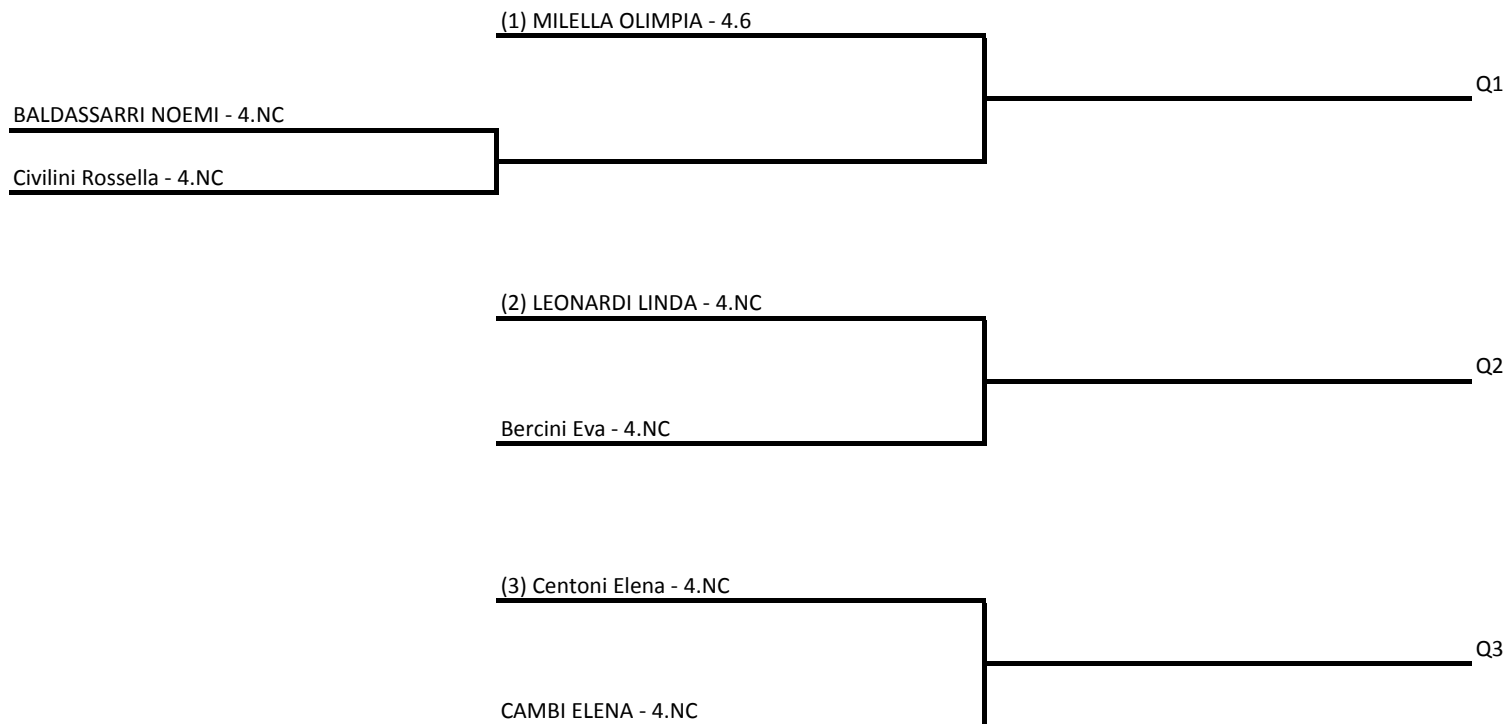 (1) MILELLA OLIMPIA - 4.6
Q1
BALDASSARRI NOEMI - 4.NC
Civilini Rossella - 4.NC
(2) LEONARDI LINDA - 4.NC
Q2
Bercini Eva - 4.NC
(3) Centoni Elena - 4.NC
Q3
CAMBI ELENA - 4.NC